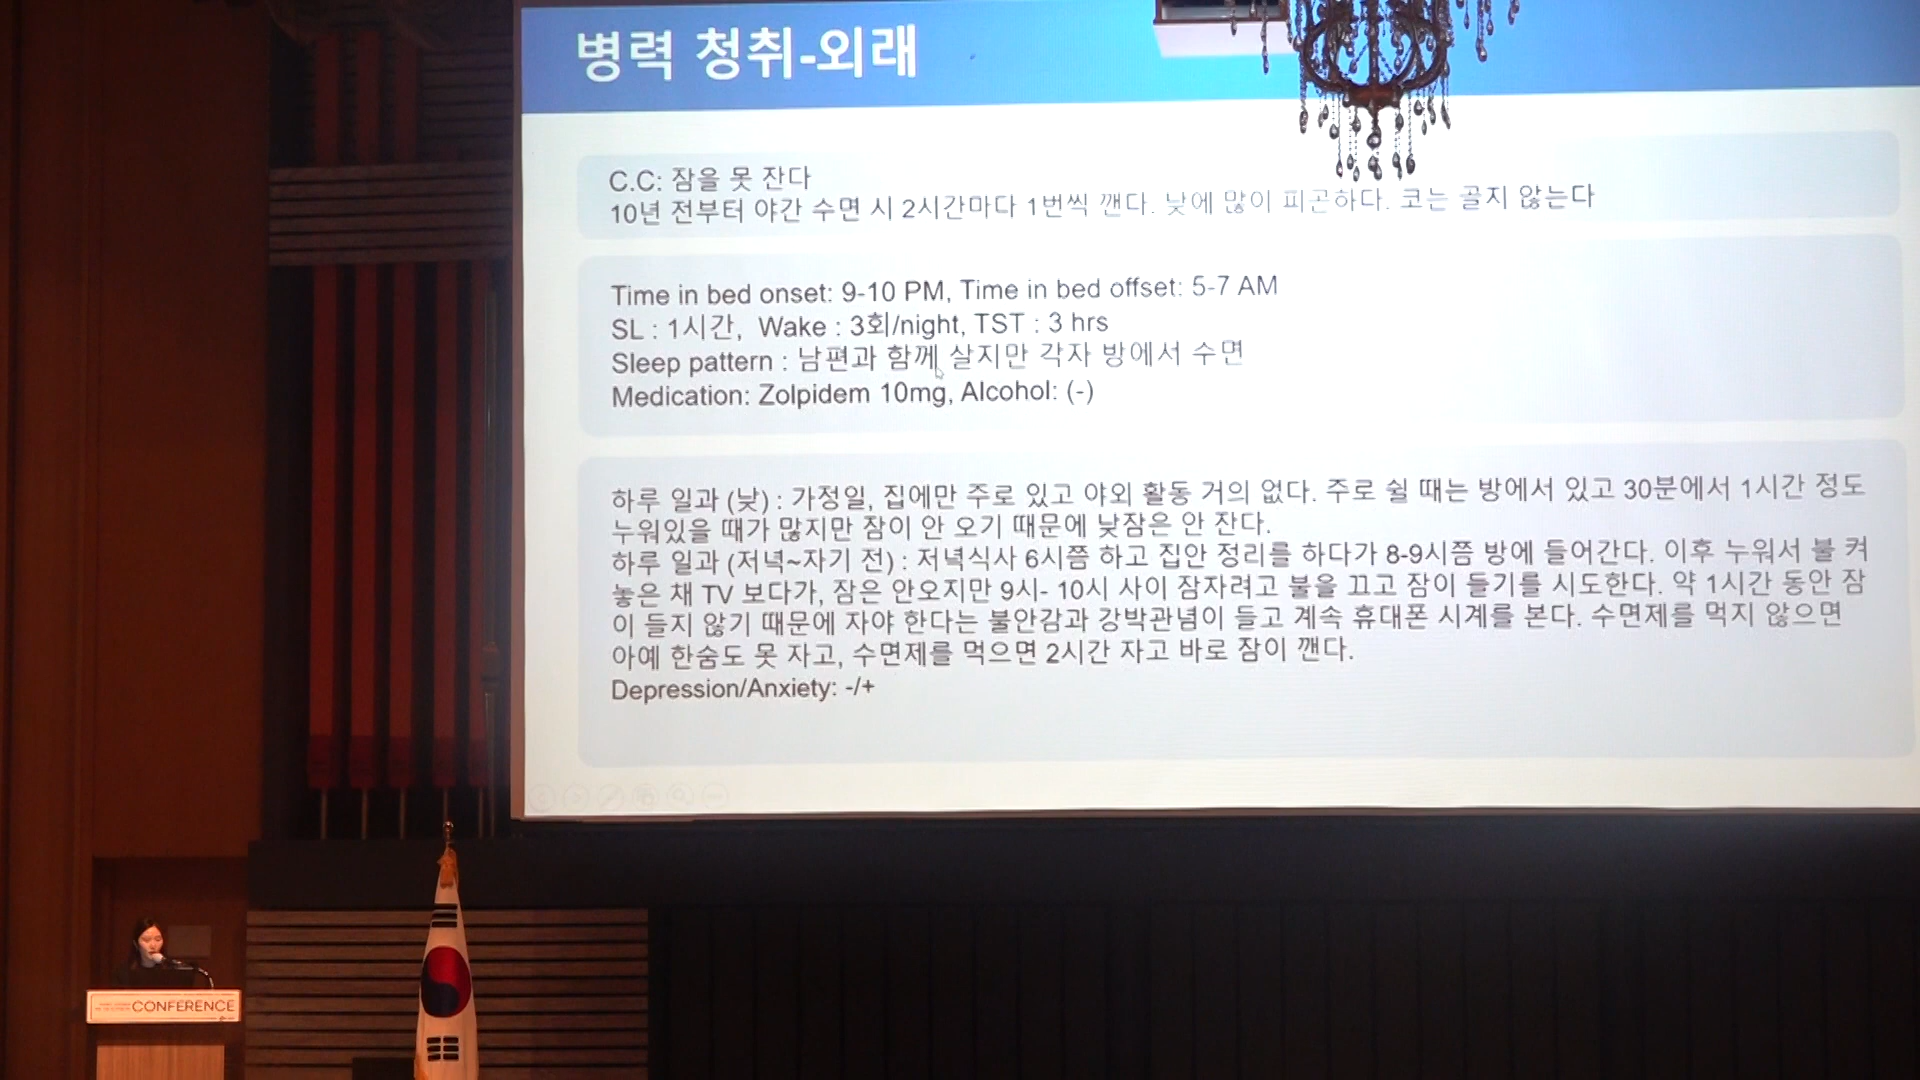 병력 청취-외래
C.C: 잠을 못 잔다
10년 전부터 야간 수면 시 2시간마다 1번씩 깬다. 낮에 많이 피곤하다. 코는 골지 않는다
Time in bed onset: 9-10 PM, Time in bed offset: 5-7 AM
SL : 1시간, Wake : 3회/night, TST : 3 hrs
Sleep pattern : 남편과 함께 살지만 각자 방에서 수면
Medication: Zolpidem 10mg, Alcohol: (-)
하루 일과 (낮) : 가정일, 집에만 주로 있고 야외 활동 거의 없다. 주로 쉴 때는 방에서 있고 30분에서 1시간 정도
누워있을 때가 많지만 잠이 안 오기 때문에 낮잠은 안 잔다.
하루 일과 (저녁~자기 전) : 저녁식사 6시쯤 하고 집안 정리를 하다가 8-9시쯤 방에 들어간다. 이후 누워서 불 켜
놓은 채 TV 보다가, 잠은 안오지만 9시- 10시 사이 잠자려고 불을 끄고 잠이 들기를 시도한다. 약 1시간 동안 잠
이 들지 않기 때문에 자야 한다는 불안감과 강박관념이 들고 계속 휴대폰 시계를 본다. 수면제를 먹지 않으면
아예 한숨도 못 자고, 수면제를 먹으면 2시간 자고 바로 잠이 깬다.
Depression/Anxiety: -/+
CONFERENCE